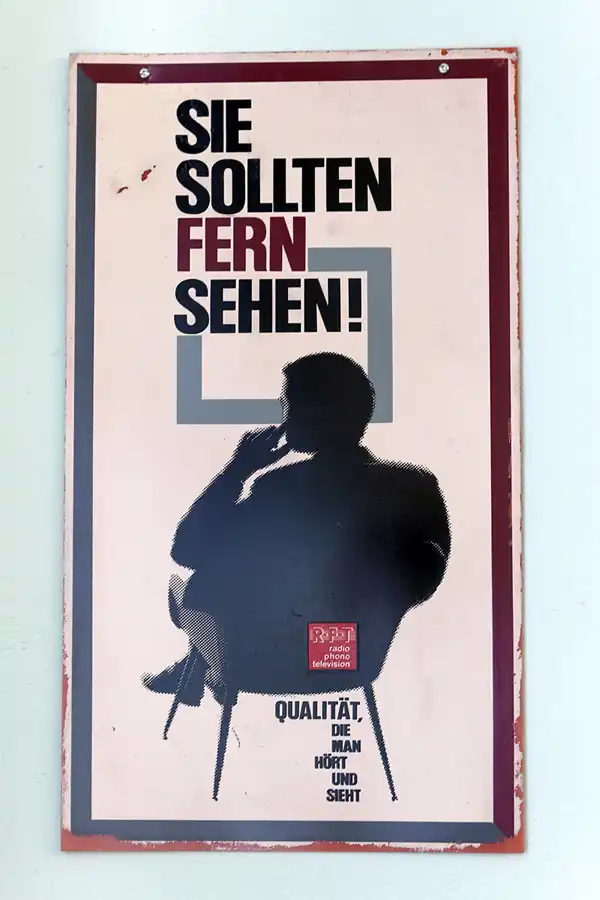 SIE
SOLLTEN
FERN
SEHEN!
R-F-T
radio
phono
television
QUALITÄT,
DIE
MAN
HÖRT
UND
SIEHT